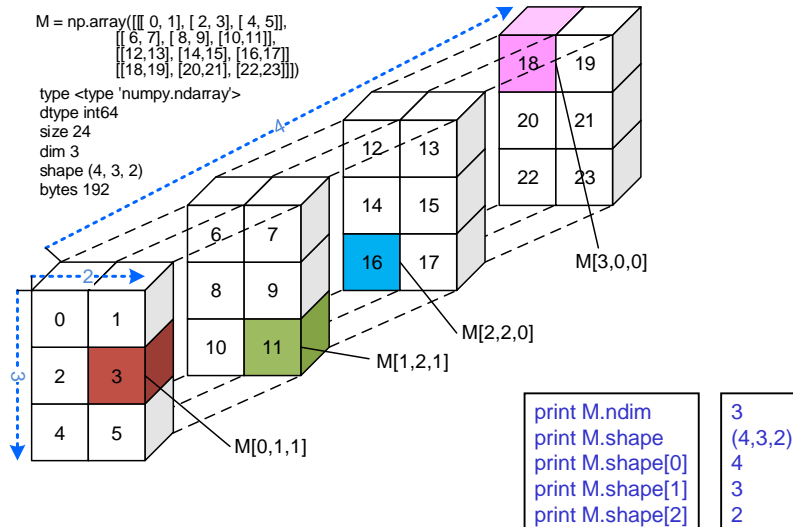 M = np.array([[[ 0, 1], [ 2, 3], [ 4, 5]],
[[ 6, 7], [ 8, 9], [10,11]],
[[12,13], [14,15], [16,17]]
[[18,19], [20,21], [22,23]]])
type <type 'numpy.ndarray'>
dtype int64
size 24
dim 3
shape (4, 3, 2)
bytes 192
4
2
3
0 1
2 3
4 5
M[0,1,1]
6 7
8 9
10 11
M[1,2,1]
12 13
14 15
16 17
M[2,2,0]
18 19
20 21
22 23
M[3,0,0]
print M.ndim 3
print M.shape (4,3,2)
print M.shape[0] 4
print M.shape[1] 3
print M.shape[2] 2